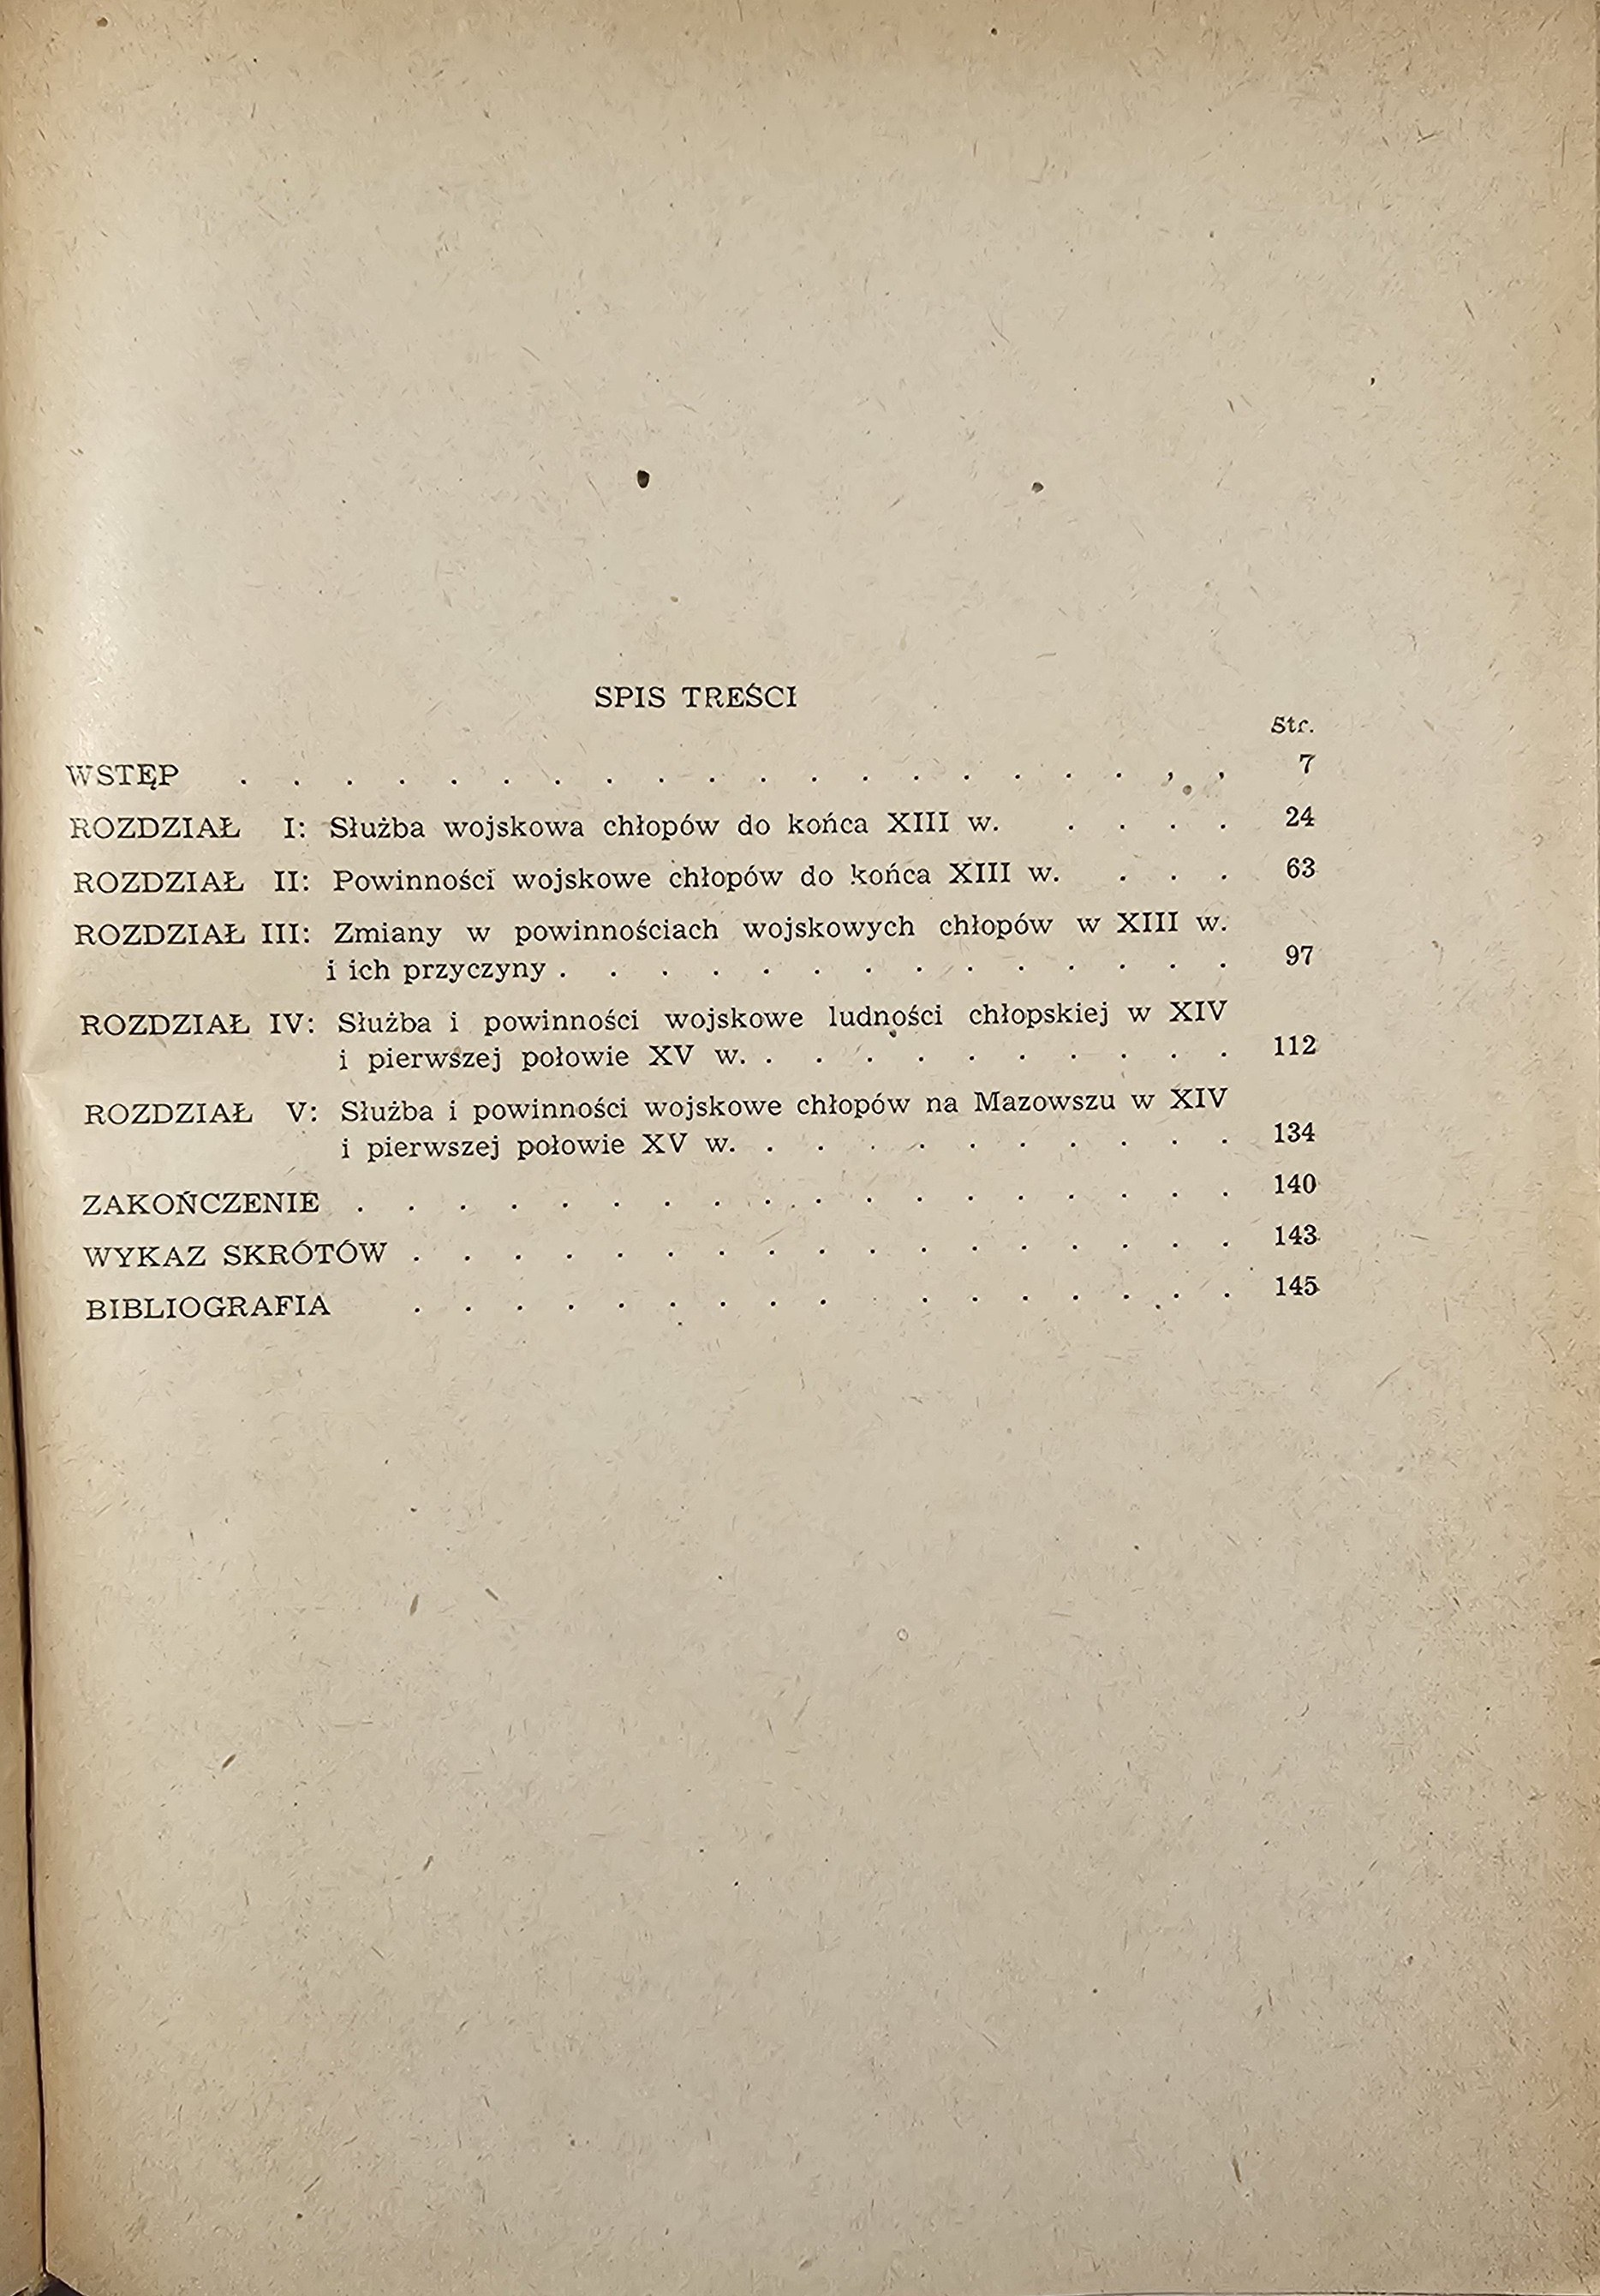 SPIS TREŚCI
Str.
WSTĘP . . . . . . . . . . . . . . . . . . , , 7
ROZDZIAŁ I: Służba wojskowa chłopów do końca XIII w. . . . . 24
ROZDZIAŁ II: Powinności wojskowe chłopów do końca XIII w. . . . 63
ROZDZIAŁ III: Zmiany w powinnościach wojskowych chłopów w XIII w.
i ich przyczyny . . . . . . . . . . . . . . 97
ROZDZIAŁ IV: Służba i powinności wojskowe ludności chłopskiej w XIV
i pierwszej połowie XV w. . . . . . . . . . . 112
ROZDZIAŁ V: Służba i powinności wojskowe chłopów na Mazowszu w XIV
i pierwszej połowie XV w. . . . . . . . . . . 134
ZAKOŃCZENIE . . . . . . . . . . . . . . . . . . 140
WYKAZ SKRÓTÓW . . . . . . . . . . . . . . . . . 143
BIBLIOGRAFIA . . . . . . . . . . . . . . . . 145